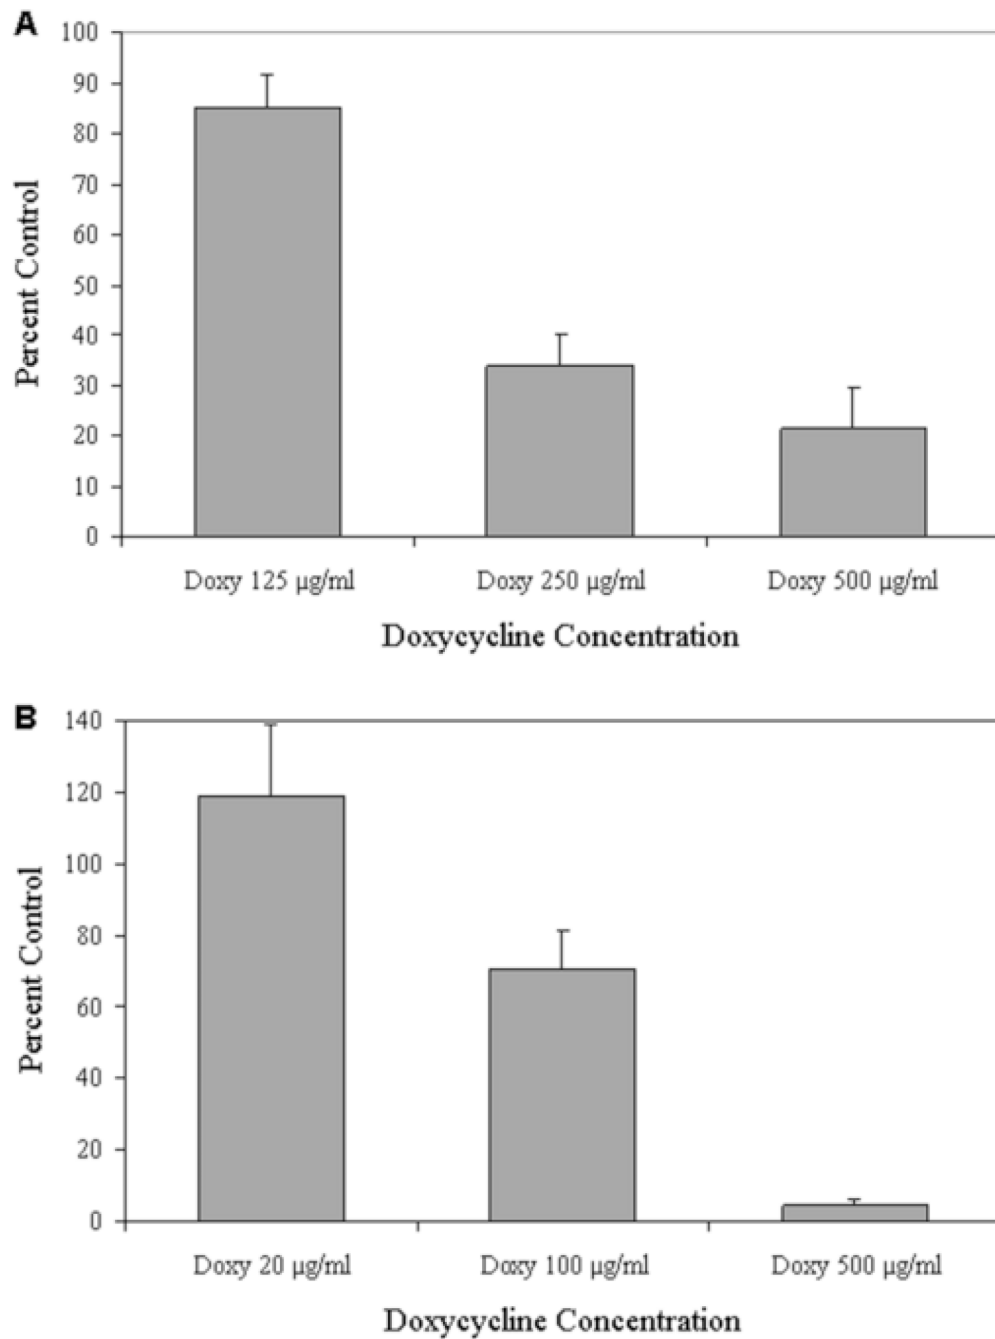 A
100
90
80
70
60
50
40
30
20
10
0
Percent Control
Doxy 125 µg/ml Doxy 250 µg/ml Doxy 500 µg/ml
Doxycycline Concentration
B
140
120
100
80
60
40
20
0
Percent Control
Doxy 20 µg/ml Doxy 100 µg/ml Doxy 500 µg/ml
Doxycycline Concentration